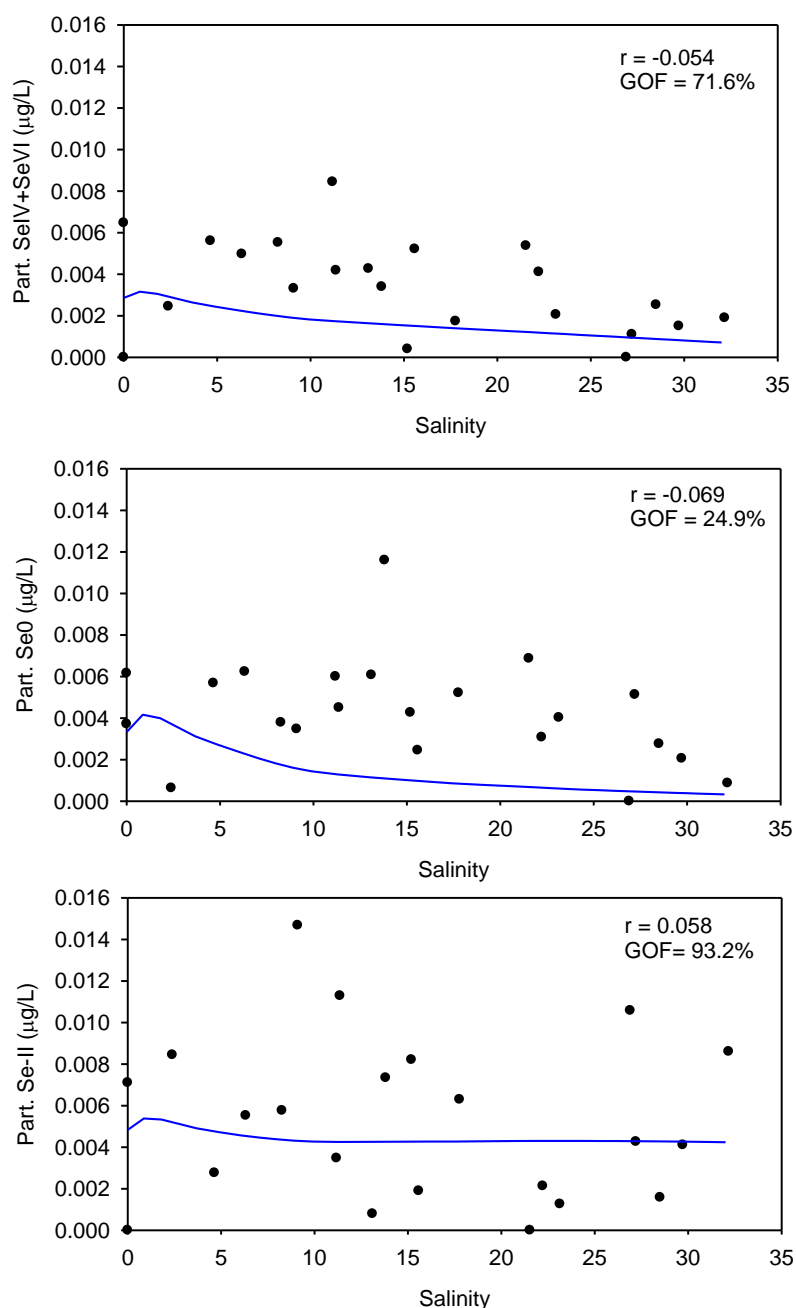 0.016
0.014
0.012
0.010
0.008
0.006
0.004
0.002
0.000
Part. SeIV+SeVI (μg/L)
r = -0.054
GOF = 71.6%
0 5 10 15 20 25 30 35
Salinity
0.016
0.014
0.012
0.010
0.008
0.006
0.004
0.002
0.000
Part. Se0 (μg/L)
r = -0.069
GOF = 24.9%
0 5 10 15 20 25 30 35
Salinity
0.016
0.014
0.012
0.010
0.008
0.006
0.004
0.002
0.000
Part. Se-II (μg/L)
r = 0.058
GOF= 93.2%
0 5 10 15 20 25 30 35
Salinity